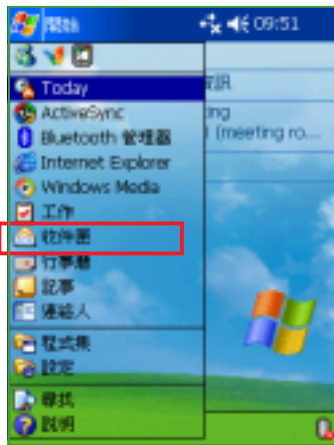 開始 09:51
Today
ActiveSync
Bluetooth 管理器
Internet Explorer
Windows Media
工作
收件匣
行事曆
記事
連絡人
程式集
設定
尋找
說明
資訊
ing
(meeting ro...